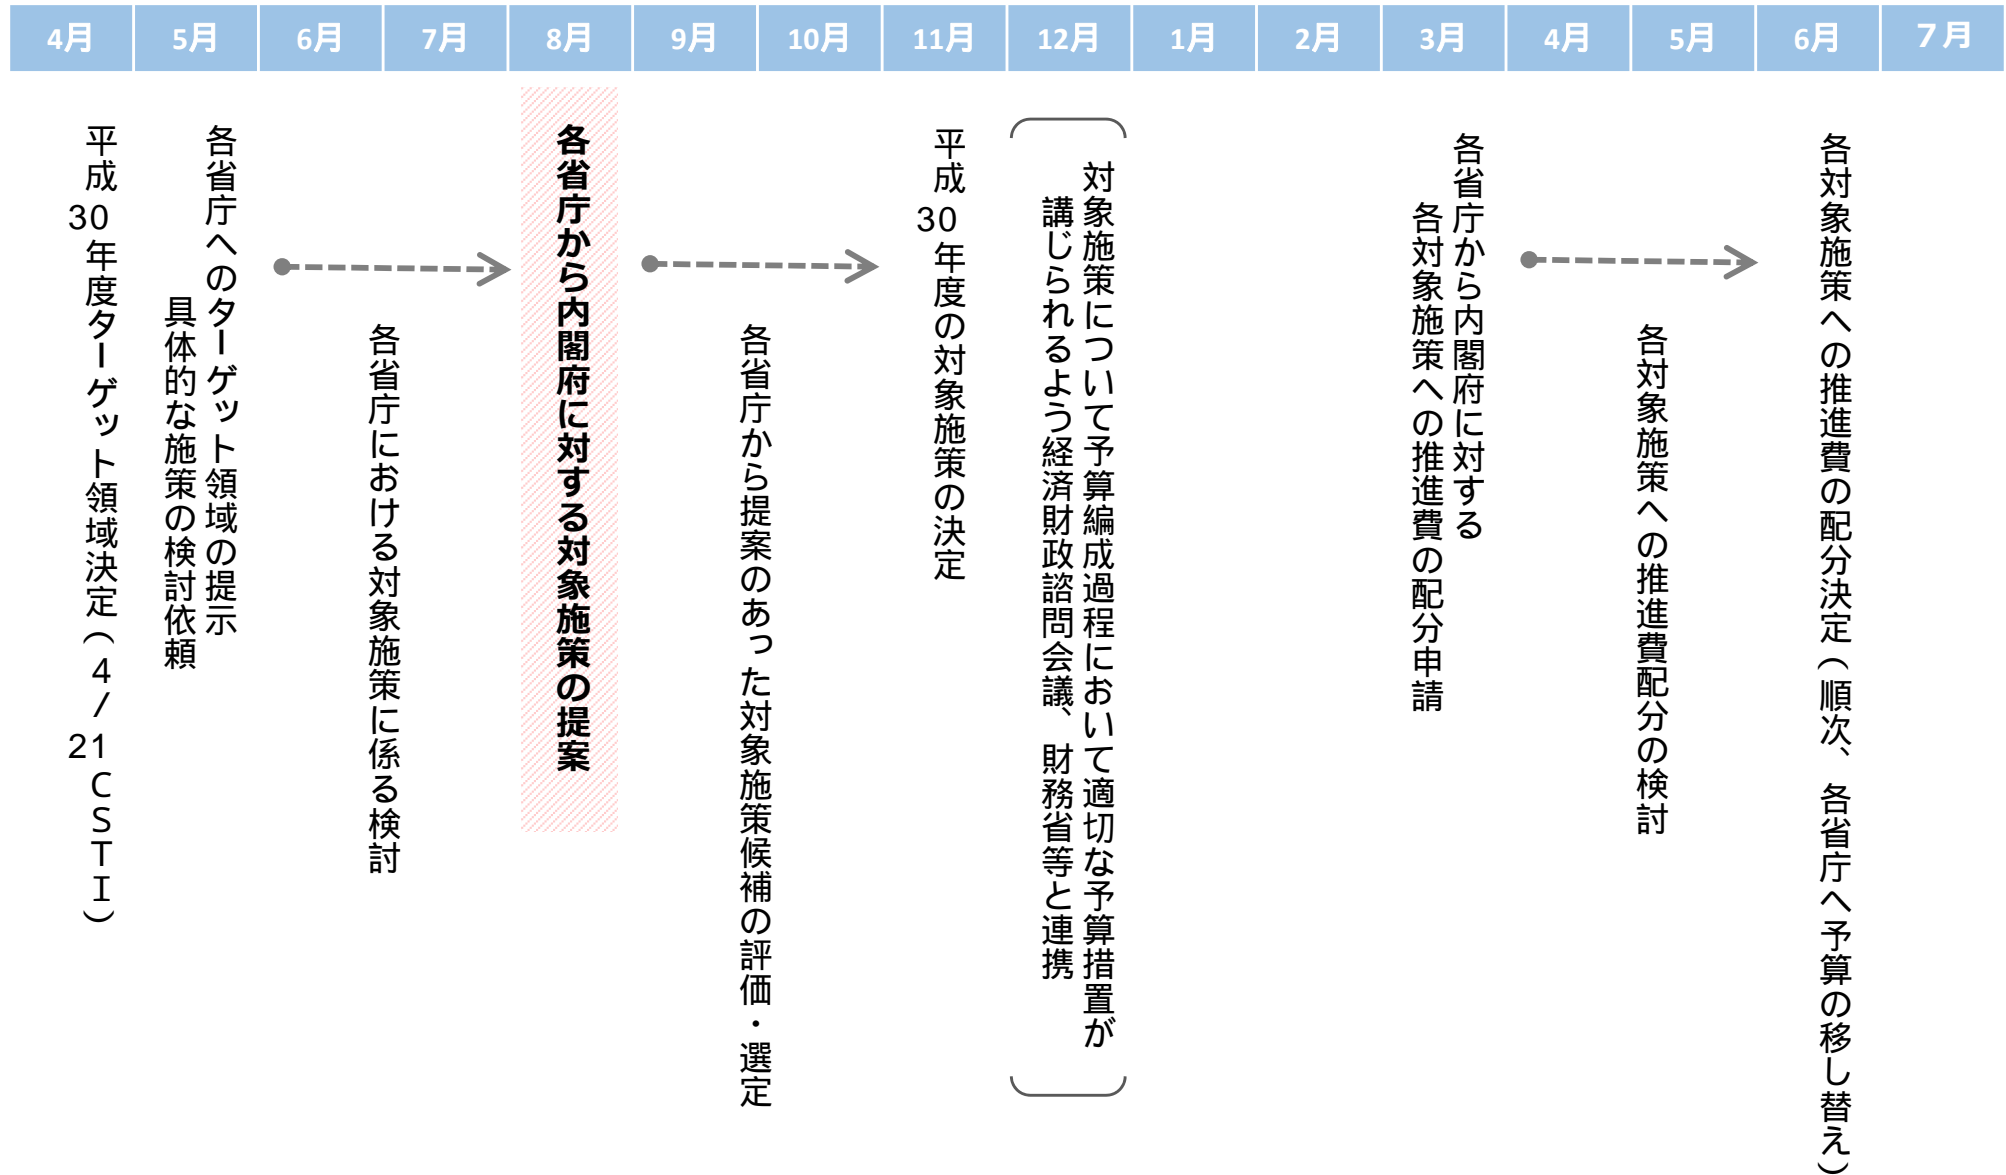 4月
5月
6月
7月
8月
9月
10月
11月
12月
1月
2月
3月
4月
5月
6月
７月
平成30年度ターゲット領域決定（４／21ＣＳＴＩ）
各省庁へのターゲット領域の提示
具体的な施策の検討依頼
各省庁における対象施策に係る検討
各省庁から内閣府に対する対象施策の提案
各省庁から提案のあった対象施策候補の評価・選定
平成30年度の対象施策の決定
対象施策について予算編成過程において適切な予算措置が
講じられるよう経済財政諮問会議、財務省等と連携
各省庁から内閣府に対する
各対象施策への推進費の配分申請
各対象施策への推進費配分の検討
各対象施策への推進費の配分決定（順次、各省庁へ予算の移し替え）